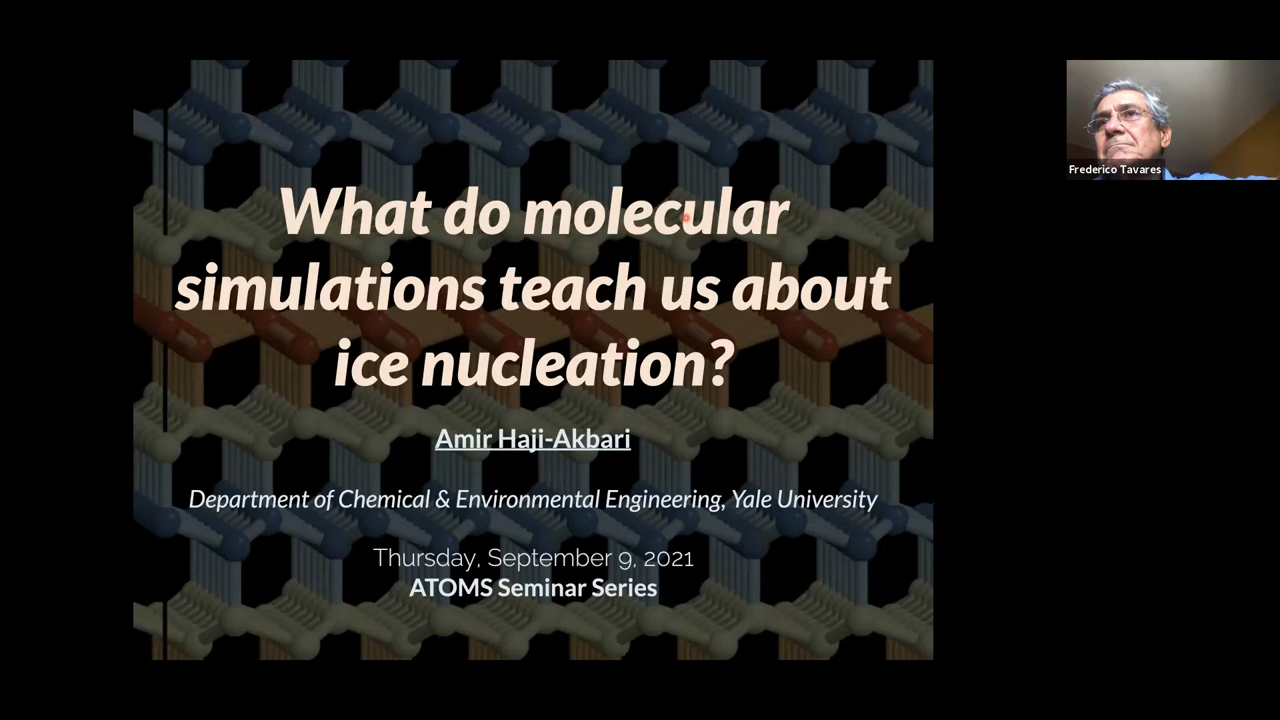 What do molecular
simulations teach us about
ice nucleation?
Amir Haji-Akbari
Department of Chemical & Environmental Engineering, Yale University
Thursday, September 9, 2021
ATOMS Seminar Series
Frederico Tavares